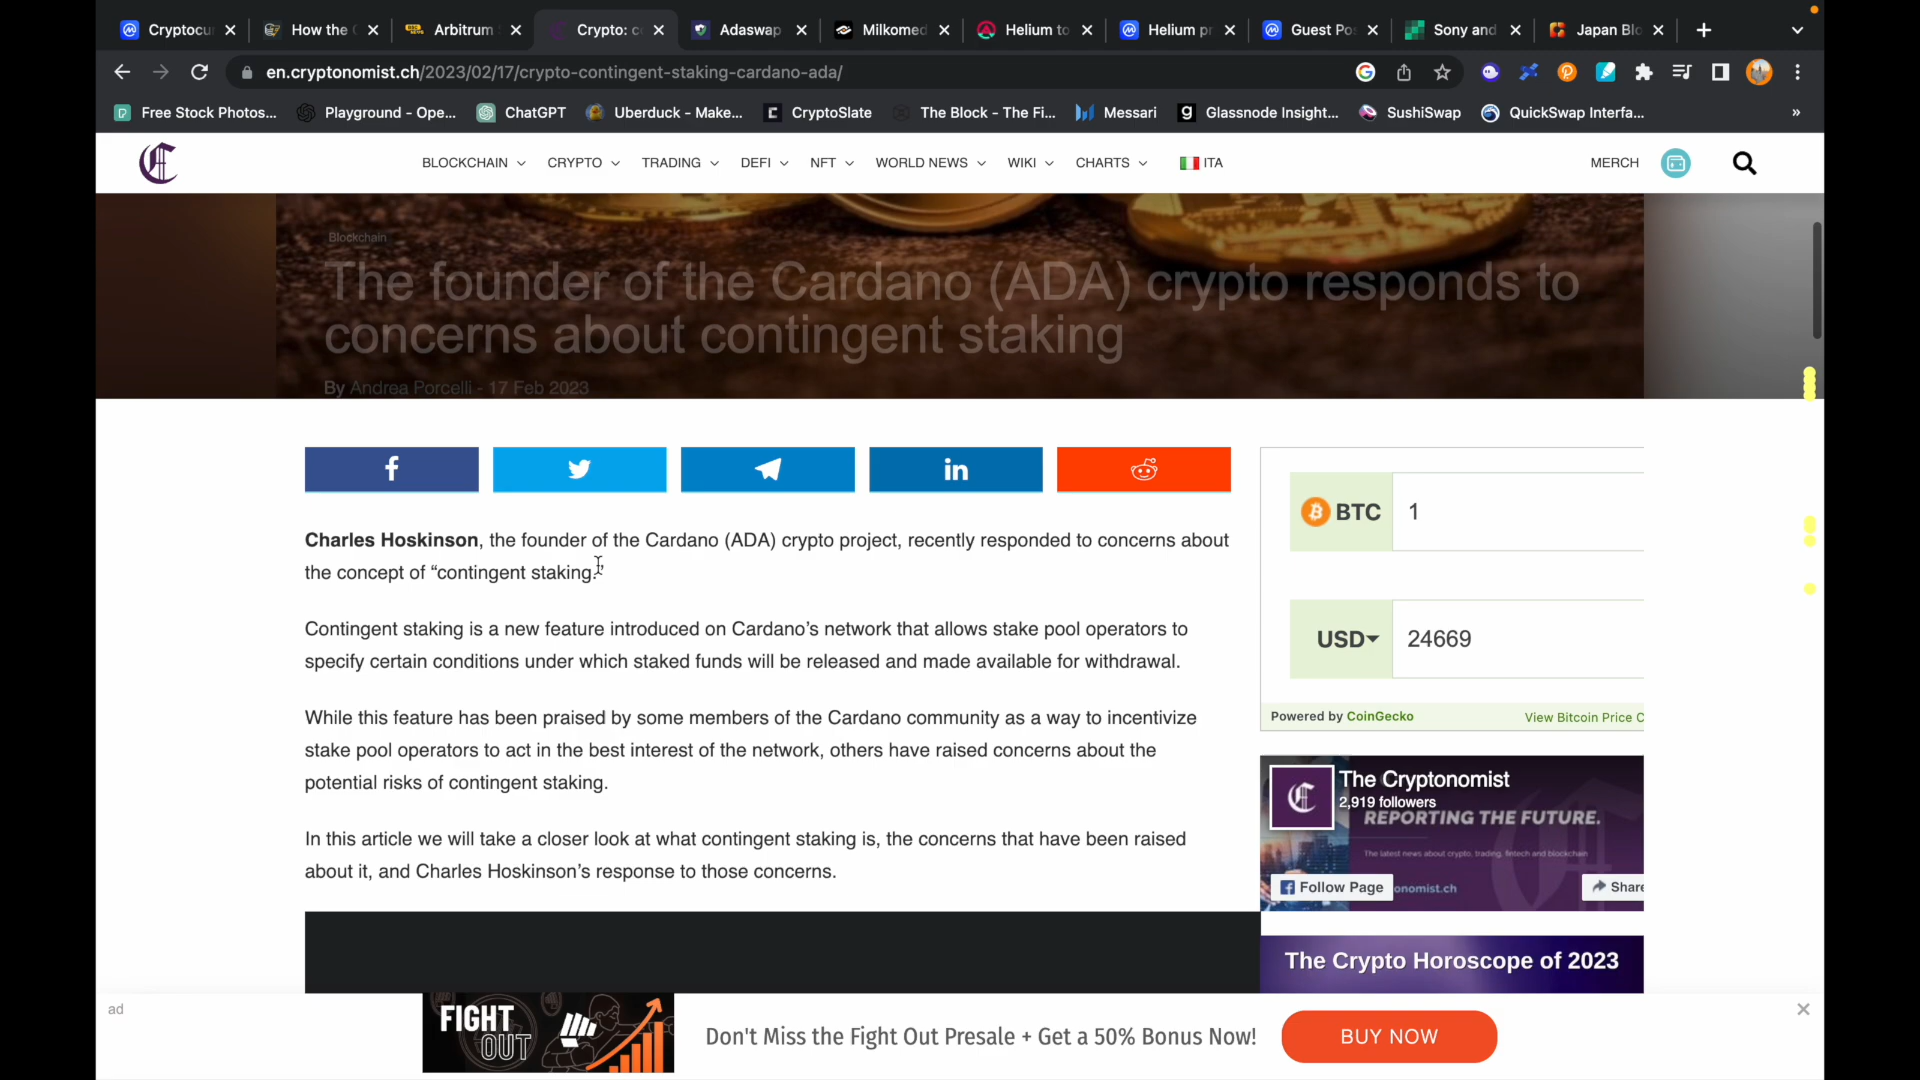 Cryptocur
How the
Arbitrum
Crypto: c
Adaswap
Milkomed
Helium to
Helium pr
Guest Po
Sony and
Japan Blo
en.cryptonomist.ch/2023/02/17/crypto-contingent-staking-cardano-ada/
Free Stock Photos...
Playground - Ope...
ChatGPT
Uberduck - Make...
CryptoSlate
The Block - The Fi...
Messari
Glassnode Insight...
SushiSwap
QuickSwap Interfa...
»
BLOCKCHAIN
CRYPTO
TRADING
DEFI
NFT
WORLD NEWS
WIKI
CHARTS
ITA
MERCH
Blockchain
The founder of the Cardano (ADA) crypto responds to
concerns about contingent staking
By Andrea Porcelli - 17 Feb 2023
Charles Hoskinson, the founder of the Cardano (ADA) crypto project, recently responded to concerns about
the concept of “contingent staking.”
Contingent staking is a new feature introduced on Cardano’s network that allows stake pool operators to
specify certain conditions under which staked funds will be released and made available for withdrawal.
While this feature has been praised by some members of the Cardano community as a way to incentivize
stake pool operators to act in the best interest of the network, others have raised concerns about the
potential risks of contingent staking.
In this article we will take a closer look at what contingent staking is, the concerns that have been raised
about it, and Charles Hoskinson’s response to those concerns.
BTC
1
USD
24669
Powered by CoinGecko
View Bitcoin Price C
The Cryptonomist
2,919 followers
REPORTING THE FUTURE.
The latest news about crypto, trading, fintech and blockchain
Follow Page
onomist.ch
Share
The Crypto Horoscope of 2023
ad
FIGHT
OUT
Don't Miss the Fight Out Presale + Get a 50% Bonus Now!
BUY NOW